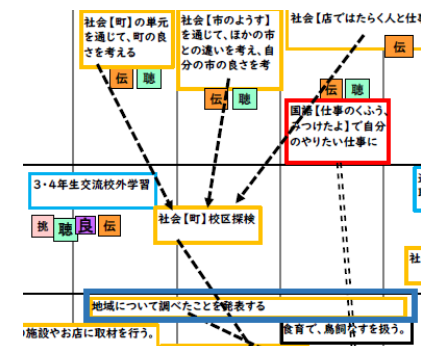 社会【町】の単元
を通じて、町の良
さを考える
伝 聴
社会【市のようす】
を通じて、ほかの市
との違いを考え、自
分の市の良さを考
伝 聴
社会【店ではたらく人と仕事
伝
伝 聴
国語【仕事のくふう、
みつけたよ】で自分
のやりたい仕事に
3・4年生交流校外学習
挑 聴 良 伝
社会【町】校区探検
社
地域について調べたことを発表する
の施設やお店に取材を行う。
食育で、鳥飼なすを扱う。